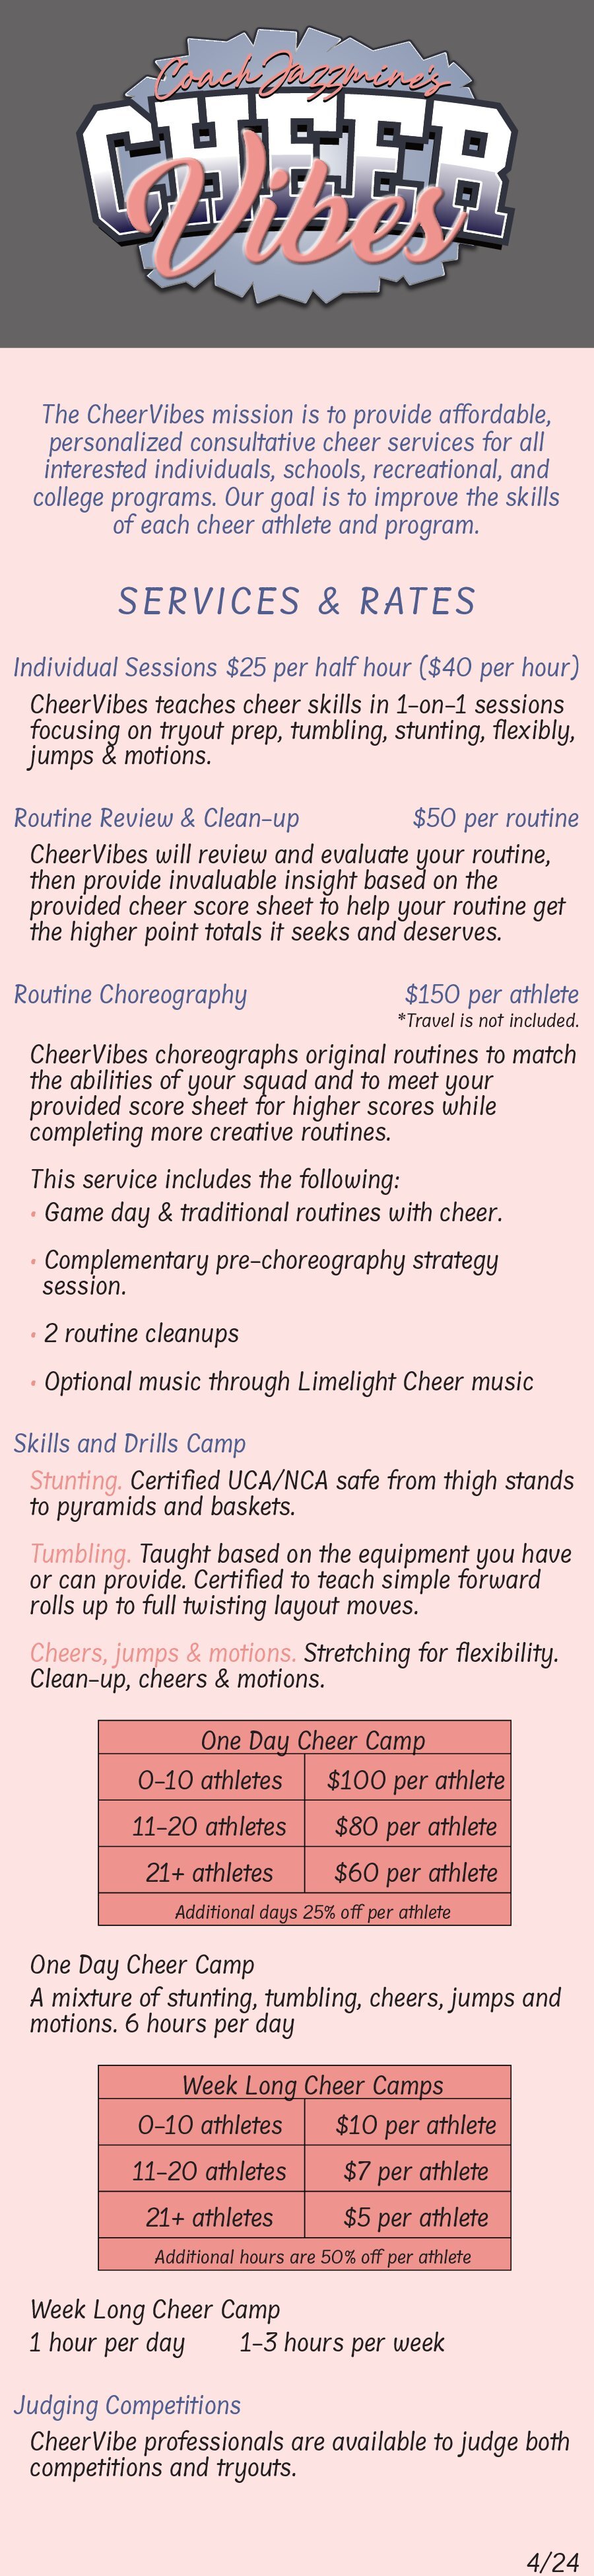 Coach Jazzmine's
CHEER
Vibes
The CheerVibes mission is to provide affordable,
personalized consultative cheer services for all
interested individuals, schools, recreational, and
college programs. Our goal is to improve the skills
of each cheer athlete and program.
SERVICES & RATES
Individual Sessions $25 per half hour ($40 per hour)
CheerVibes teaches cheer skills in 1-on-1 sessions
focusing on tryout prep, tumbling, stunting, flexibly,
jumps & motions.
Routine Review & Clean-up $50 per routine
CheerVibes will review and evaluate your routine,
then provide invaluable insight based on the
provided cheer score sheet to help your routine get
the higher point totals it seeks and deserves.
Routine Choreography $150 per athlete
*Travel is not included.
CheerVibes choreographs original routines to match
the abilities of your squad and to meet your
provided score sheet for higher scores while
completing more creative routines.
This service includes the following:
• Game day & traditional routines with cheer.
• Complementary pre-choreography strategy
session.
• 2 routine cleanups
• Optional music through Limelight Cheer music
Skills and Drills Camp
Stunting. Certified UCA/NCA safe from thigh stands
to pyramids and baskets.
Tumbling. Taught based on the equipment you have
or can provide. Certified to teach simple forward
rolls up to full twisting layout moves.
Cheers, jumps & motions. Stretching for flexibility.
Clean-up, cheers & motions.
One Day Cheer Camp
0-10 athletes $100 per athlete
11-20 athletes $80 per athlete
21+ athletes $60 per athlete
Additional days 25% off per athlete
One Day Cheer Camp
A mixture of stunting, tumbling, cheers, jumps and
motions. 6 hours per day
Week Long Cheer Camps
0-10 athletes $10 per athlete
11-20 athletes $7 per athlete
21+ athletes $5 per athlete
Additional hours are 50% off per athlete
Week Long Cheer Camp
1 hour per day 1-3 hours per week
Judging Competitions
CheerVibe professionals are available to judge both
competitions and tryouts.
4/24